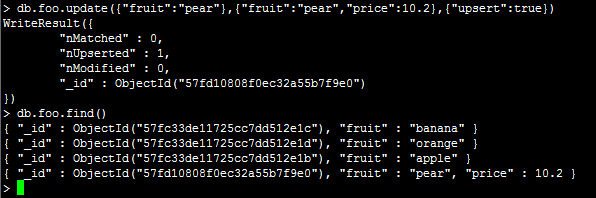 > db.foo.update({"fruit":"pear"},{"fruit":"pear","price":10.2},{"upsert":true})
WriteResult({
        "nMatched" : 0,
        "nUpserted" : 1,
        "nModified" : 0,
        "_id" : ObjectId("57fd10808f0ec32a55b7f9e0")
})
> db.foo.find()
{ "_id" : ObjectId("57fc33de11725cc7dd512e1c"), "fruit" : "banana" }
{ "_id" : ObjectId("57fc33de11725cc7dd512e1d"), "fruit" : "orange" }
{ "_id" : ObjectId("57fc33de11725cc7dd512e1b"), "fruit" : "apple" }
{ "_id" : ObjectId("57fd10808f0ec32a55b7f9e0"), "fruit" : "pear", "price" : 10.2 }
>